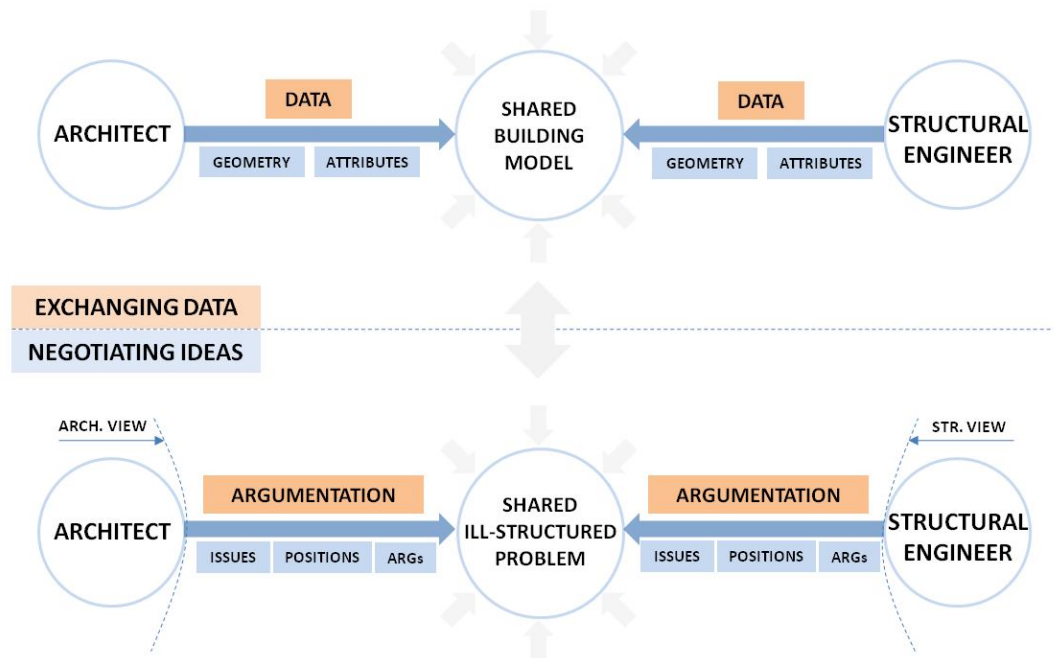 DATA
DATA
ARCHITECT
SHARED
BUILDING
MODEL
STRUCTURAL
ENGINEER
GEOMETRY
ATTRIBUTES
GEOMETRY
ATTRIBUTES
EXCHANGING DATA
NEGOTIATING IDEAS
ARCH. VIEW
STR. VIEW
ARGUMENTATION
ARGUMENTATION
ARCHITECT
SHARED
ILL-STRUCTURED
PROBLEM
STRUCTURAL
ENGINEER
ISSUES
POSITIONS
ARGs
ISSUES
POSITIONS
ARGs